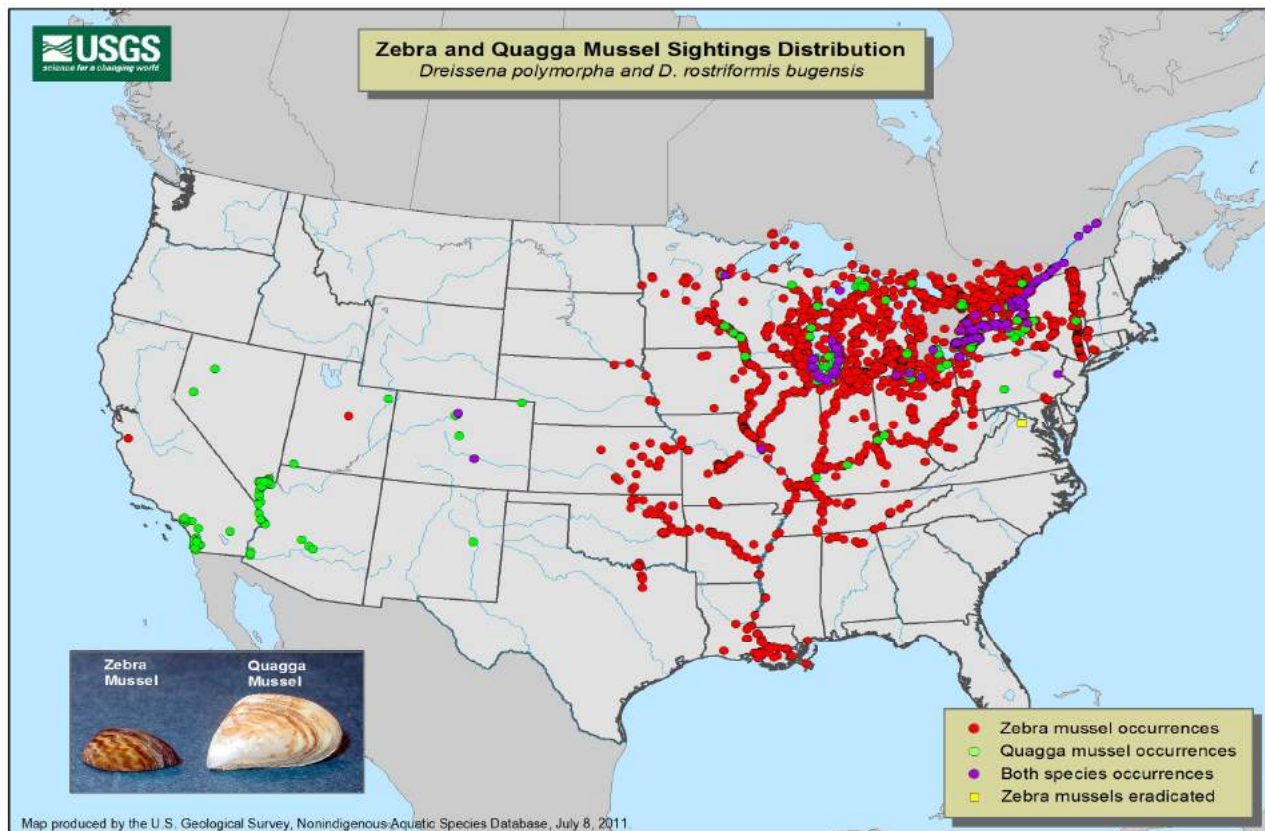 USGS
science for a changing world
Zebra and Quagga Mussel Sightings Distribution
Dreissena polymorpha and D. rostriformis bugensis
Zebra
Mussel
Quagga
Mussel
Zebra mussel occurrences
Quagga mussel occurrences
Both species occurrences
Zebra mussels eradicated
Map produced by the U.S. Geological Survey, Nonindigenous Aquatic Species Database, July 8, 2011.